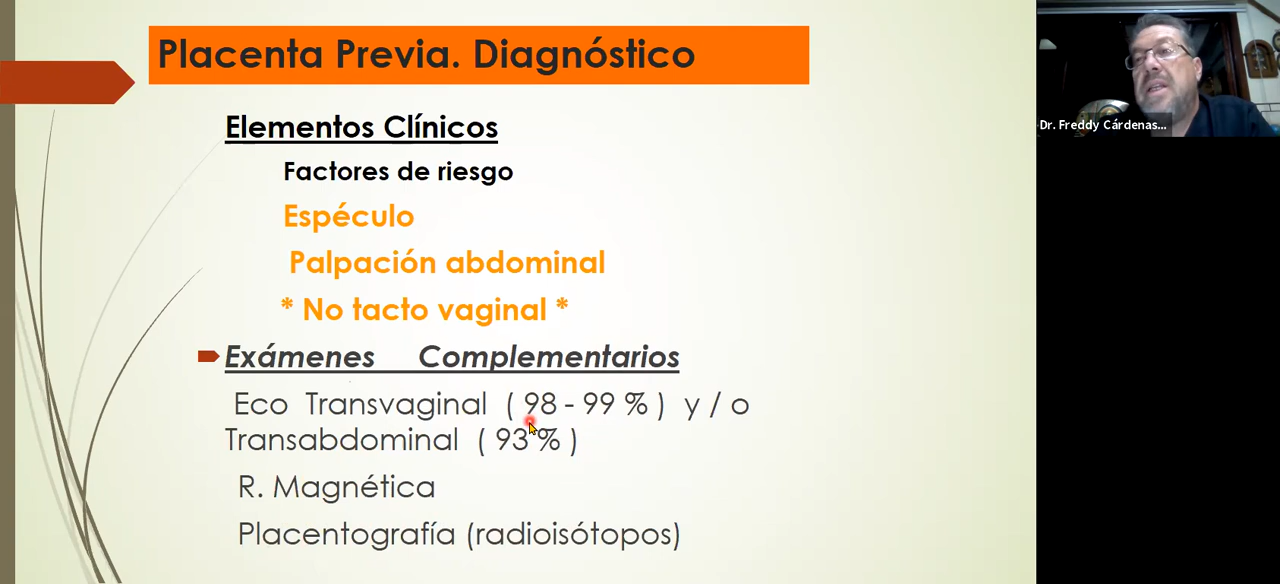 Placenta Previa. Diagnóstico
Elementos Clínicos
Factores de riesgo
Espéculo
Palpación abdominal
* No tacto vaginal *
Exámenes Complementarios
Eco Transvaginal ( 98 - 99 % ) y / o
Transabdominal ( 93 % )
R. Magnética
Placentografía (radioisótopos)
Dr. Freddy Cárdenas...